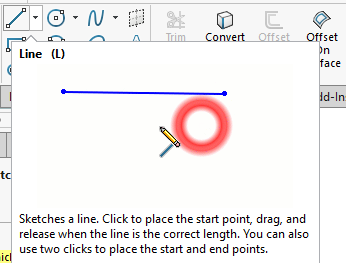 Trim
Convert
Offset
Offset
On
rface
Line (L)
dd-In
Sketches a line. Click to place the start point, drag, and
release when the line is the correct length. You can also
use two clicks to place the start and end points.